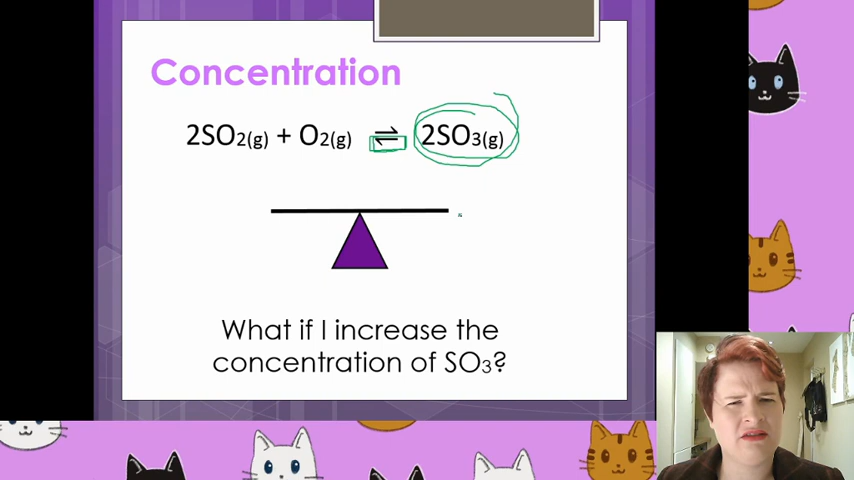 Concentration
2SO₂(g) + O₂(g) ⇌ 2SO₃(g)
What if I increase the
concentration of SO₃?